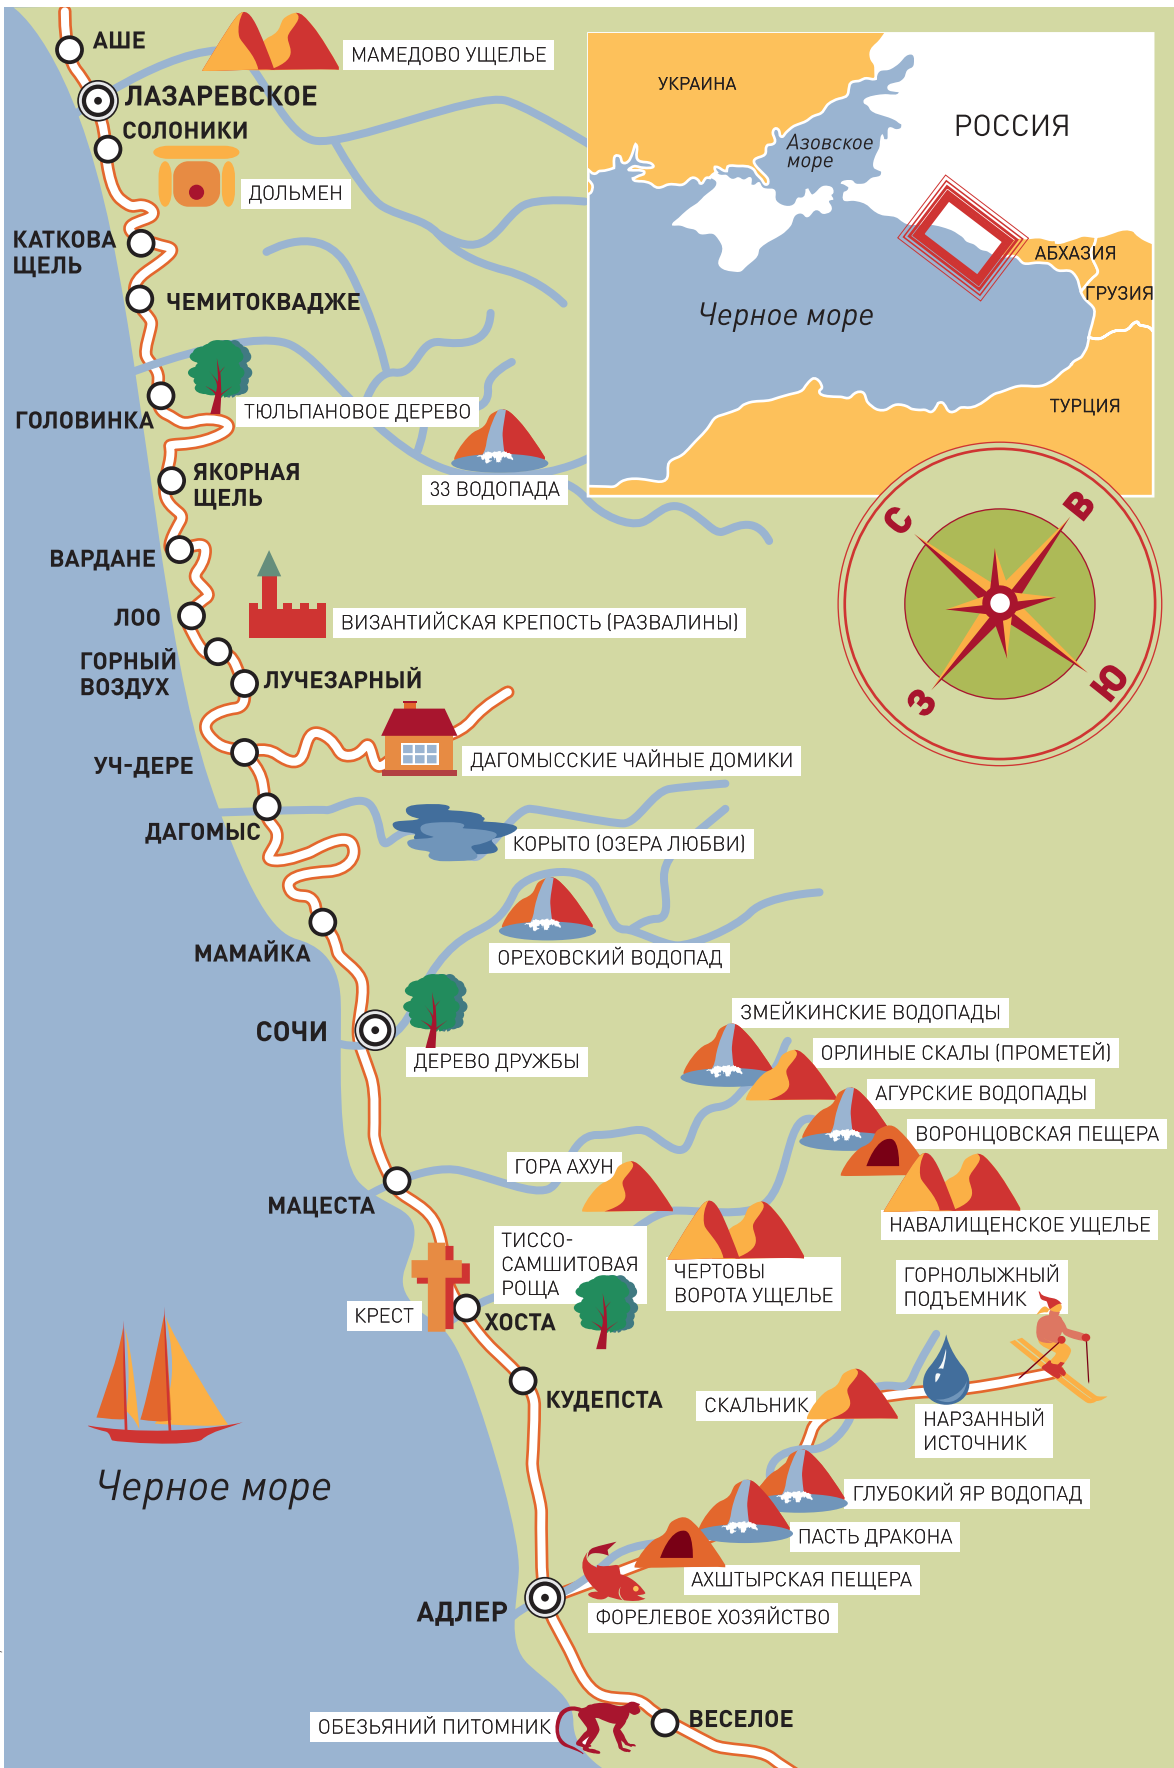 АШЕ
МАМЕДОВО УЩЕЛЬЕ
ЛАЗАРЕВСКОЕ
СОЛОНИКИ
ДОЛЬМЕН
КАТКОВА
ЩЕЛЬ
ЧЕМИТОКВАДЖЕ
ГОЛОВИНКА
ТЮЛЬПАНОВОЕ ДЕРЕВО
33 ВОДОПАДА
ЯКОРНАЯ
ЩЕЛЬ
ВАРДАНЕ
ЛОО
ВИЗАНТИЙСКАЯ КРЕПОСТЬ (РАЗВАЛИНЫ)
ГОРНЫЙ
ВОЗДУХ
ЛУЧЕЗАРНЫЙ
УЧ-ДЕРЕ
ДАГОМЫССКИЕ ЧАЙНЫЕ ДОМИКИ
ДАГОМЫС
КОРЫТО (ОЗЕРА ЛЮБВИ)
МАМАЙКА
ОРЕХОВСКИЙ ВОДОПАД
СОЧИ
ДЕРЕВО ДРУЖБЫ
ЗМЕЙКИНСКИЕ ВОДОПАДЫ
ОРЛИНЫЕ СКАЛЫ (ПРОМЕТЕЙ)
АГУРСКИЕ ВОДОПАДЫ
ВОРОНЦОВСКАЯ ПЕЩЕРА
ГОРА АХУН
МАЦЕСТА
НАВАЛИЩЕНСКОЕ УЩЕЛЬЕ
ТИССО-
САМШИТОВАЯ
РОЩА
ЧЕРТОВЫ
ВОРОТА УЩЕЛЬЕ
ГОРНОЛЫЖНЫЙ
ПОДЪЕМНИК
КРЕСТ
ХОСТА
КУДЕПСТА
СКАЛЬНИК
НАРЗАННЫЙ
ИСТОЧНИК
Черное море
ГЛУБОКИЙ ЯР ВОДОПАД
ПАСТЬ ДРАКОНА
АХШТЫРСКАЯ ПЕЩЕРА
АДЛЕР
ФОРЕЛЕВОЕ ХОЗЯЙСТВО
ОБЕЗЬЯНИЙ ПИТОМНИК
ВЕСЕЛОЕ
УКРАИНА
РОССИЯ
Азовское
море
АБХАЗИЯ
ГРУЗИЯ
Черное море
ТУРЦИЯ
С
В
З
Ю